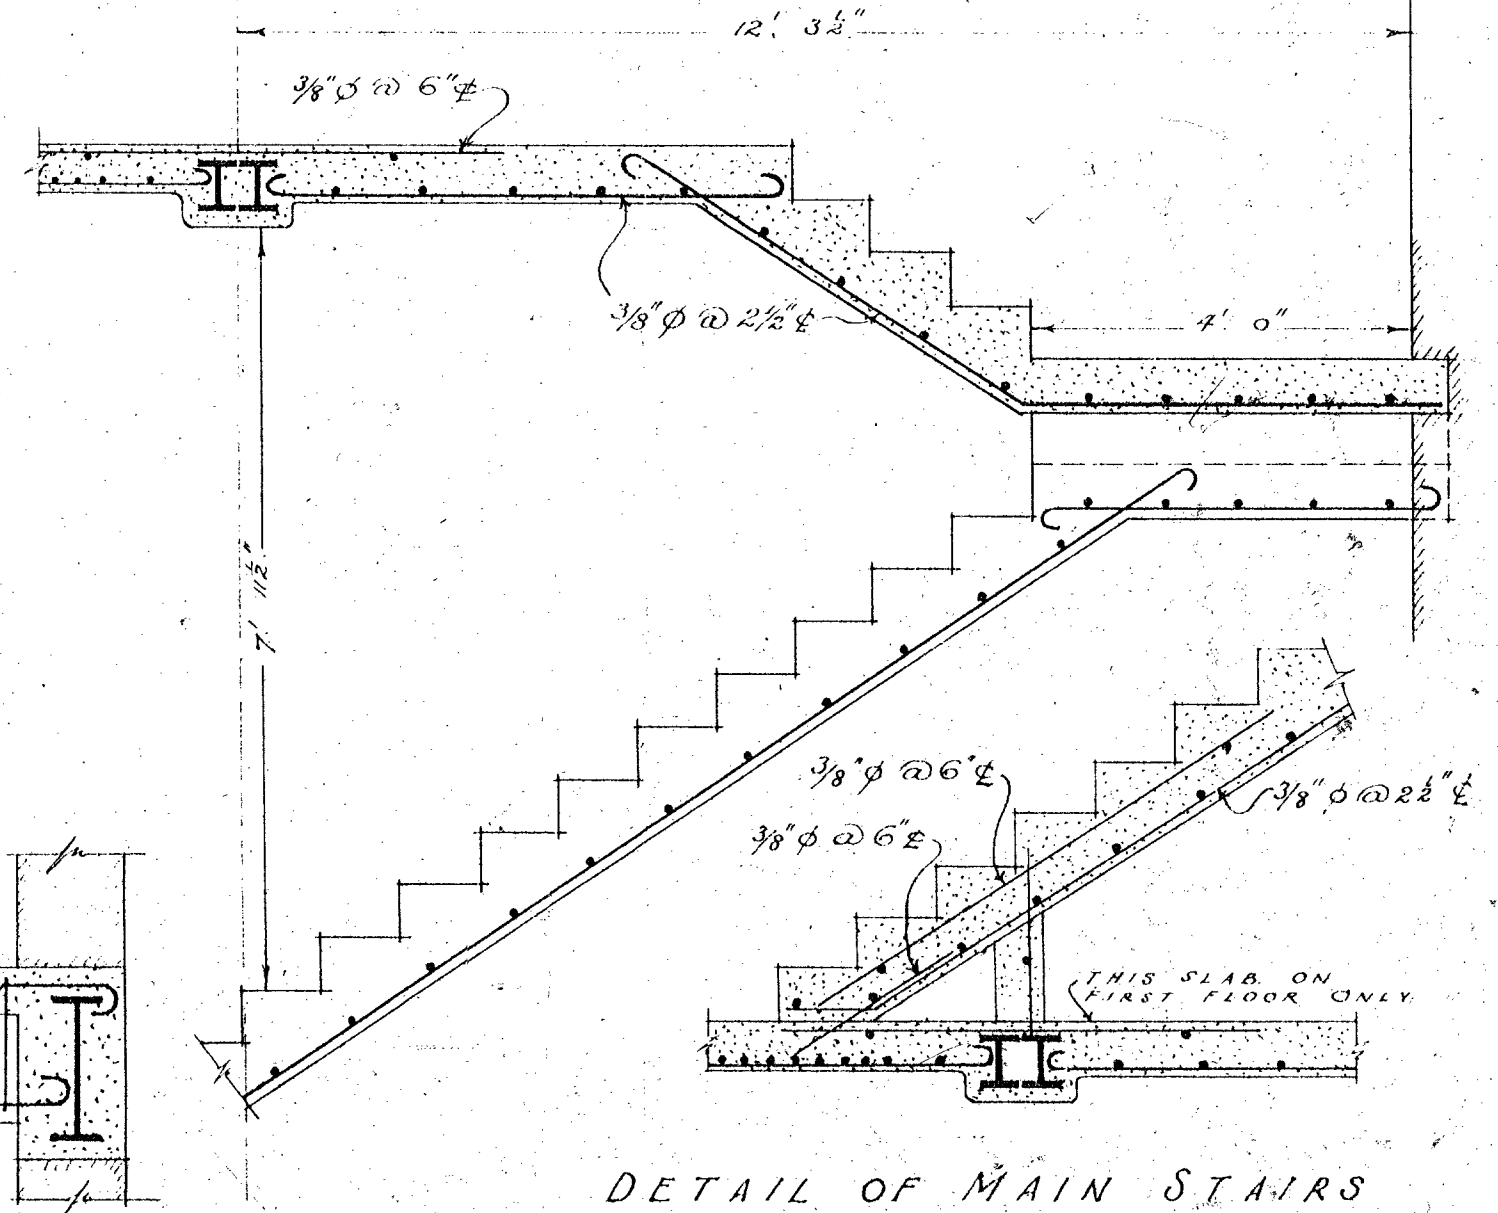 12' 3½"
3/8"ϕ @ 6"℄
3/8"ϕ @ 2½"℄
4' 0"
7' 11½"
3/8"ϕ @ 6"℄
3/8"ϕ @ 2½"℄
3/8"ϕ @ 6"℄
THIS SLAB ON
FIRST FLOOR ONLY
DETAIL OF MAIN STAIRS